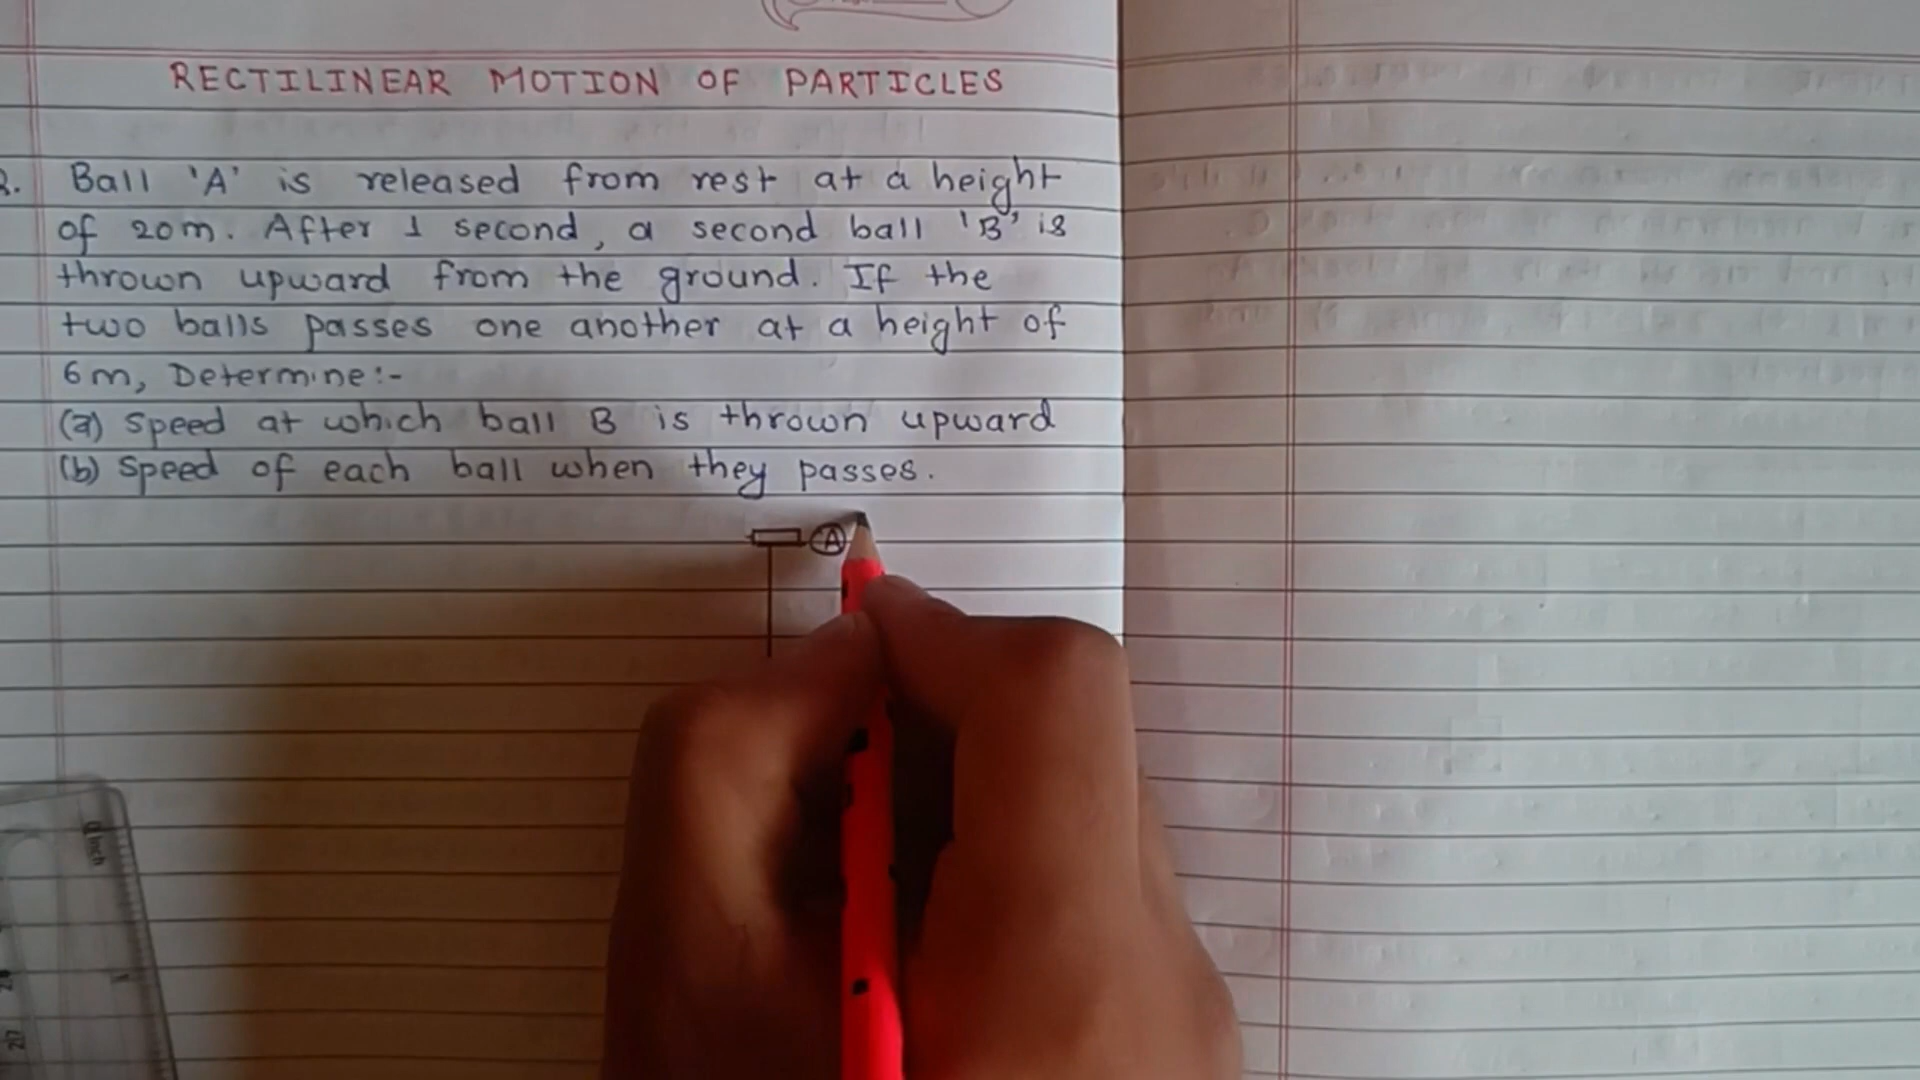 RECTILINEAR MOTION OF PARTICLES
Ball 'A' is released from rest at a height
of 20m. After 1 second, a second ball 'B' is
thrown upward from the ground. If the
two balls passes one another at a height of
6m, Determine:-
(a) Speed at which ball B is thrown upward
(b) Speed of each ball when they passes.
A
inch
1